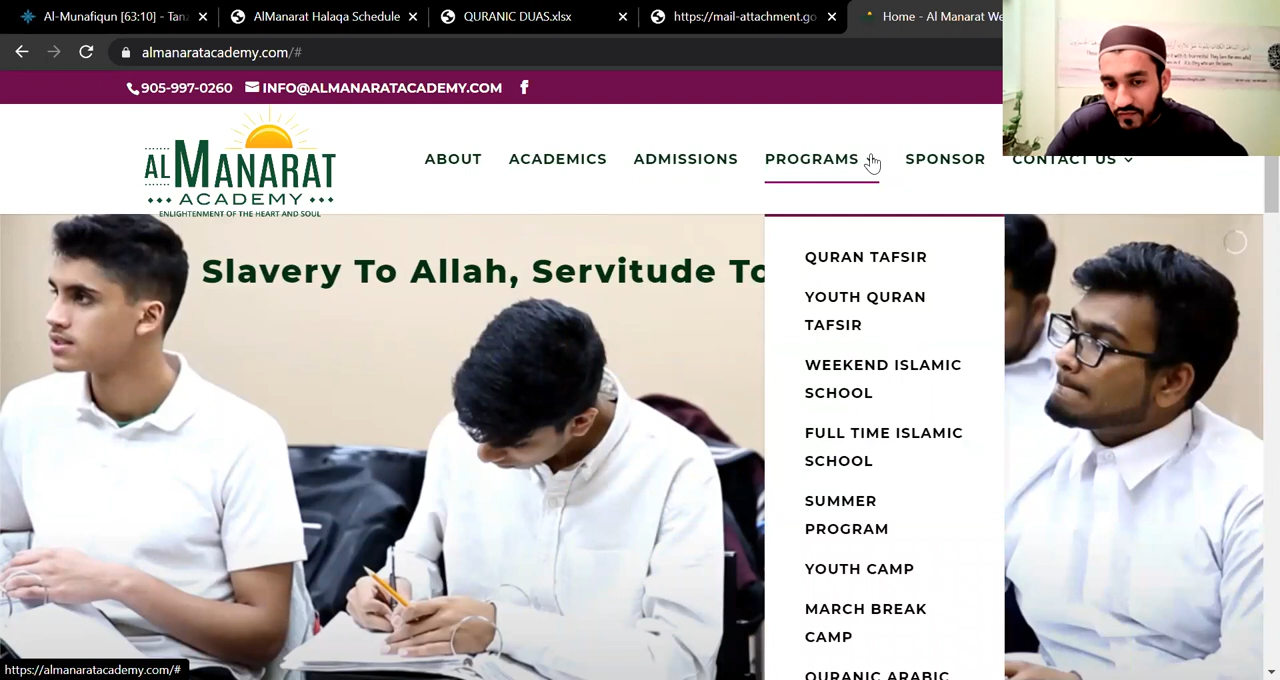 Al-Munafiqun [63:10] - Tan
AlManarat Halaqa Schedule
QURANIC DUAS.xlsx
https://mail-attachment.go
Home - Al Manarat We
almanaratacademy.com/#
905-997-0260
INFO@ALMANARATACADEMY.COM
AL MANARAT
ACADEMY
ENLIGHTENMENT OF THE HEART AND SOUL
ABOUT
ACADEMICS
ADMISSIONS
PROGRAMS
SPONSOR
CONTACT US
Slavery To Allah, Servitude To
QURAN TAFSIR
YOUTH QURAN
TAFSIR
WEEKEND ISLAMIC
SCHOOL
FULL TIME ISLAMIC
SCHOOL
SUMMER
PROGRAM
YOUTH CAMP
MARCH BREAK
CAMP
QURANIC ARABIC
https://almanaratacademy.com/#